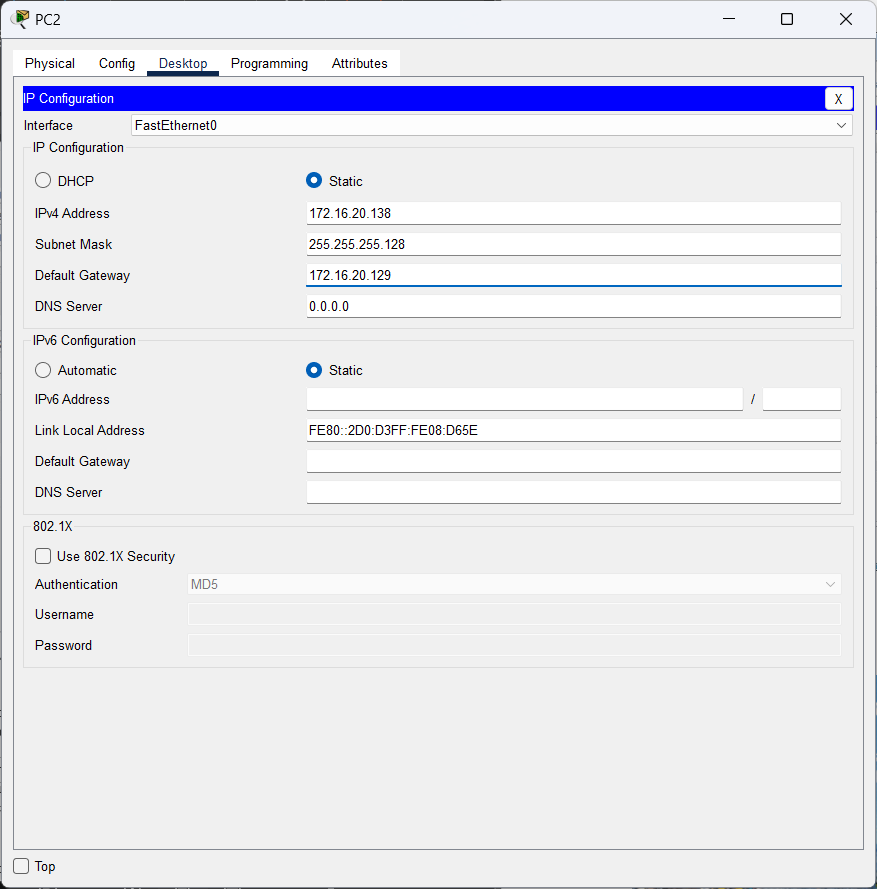 PC2
Physical Config Desktop Programming Attributes
IP Configuration X
Interface FastEthernet0
IP Configuration
DHCP Static
IPv4 Address 172.16.20.138
Subnet Mask 255.255.255.128
Default Gateway 172.16.20.129
DNS Server 0.0.0.0
IPv6 Configuration
Automatic Static
IPv6 Address /
Link Local Address FE80::2D0:D3FF:FE08:D65E
Default Gateway
DNS Server
802.1X
Use 802.1X Security
Authentication MD5
Username
Password
Top